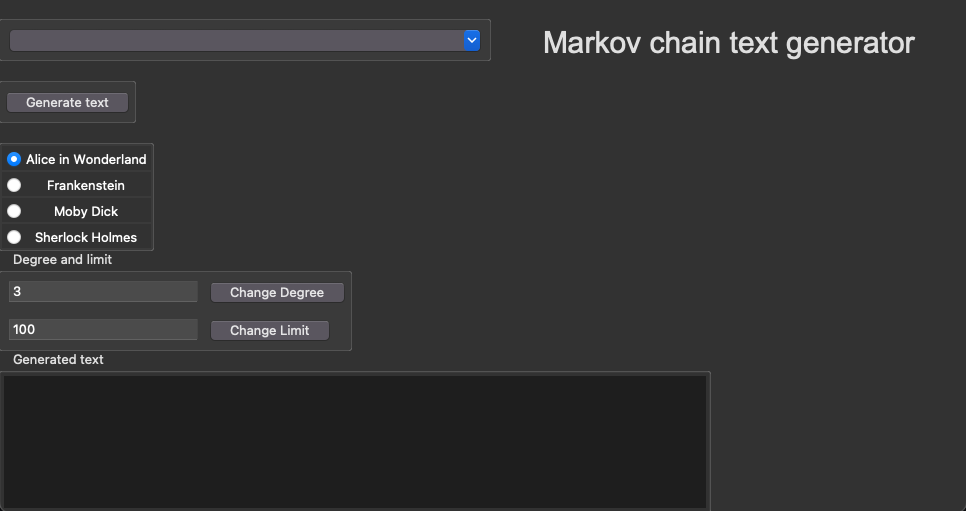 Markov chain text generator
Generate text
Alice in Wonderland
Frankenstein
Moby Dick
Sherlock Holmes
Degree and limit
3
Change Degree
100
Change Limit
Generated text